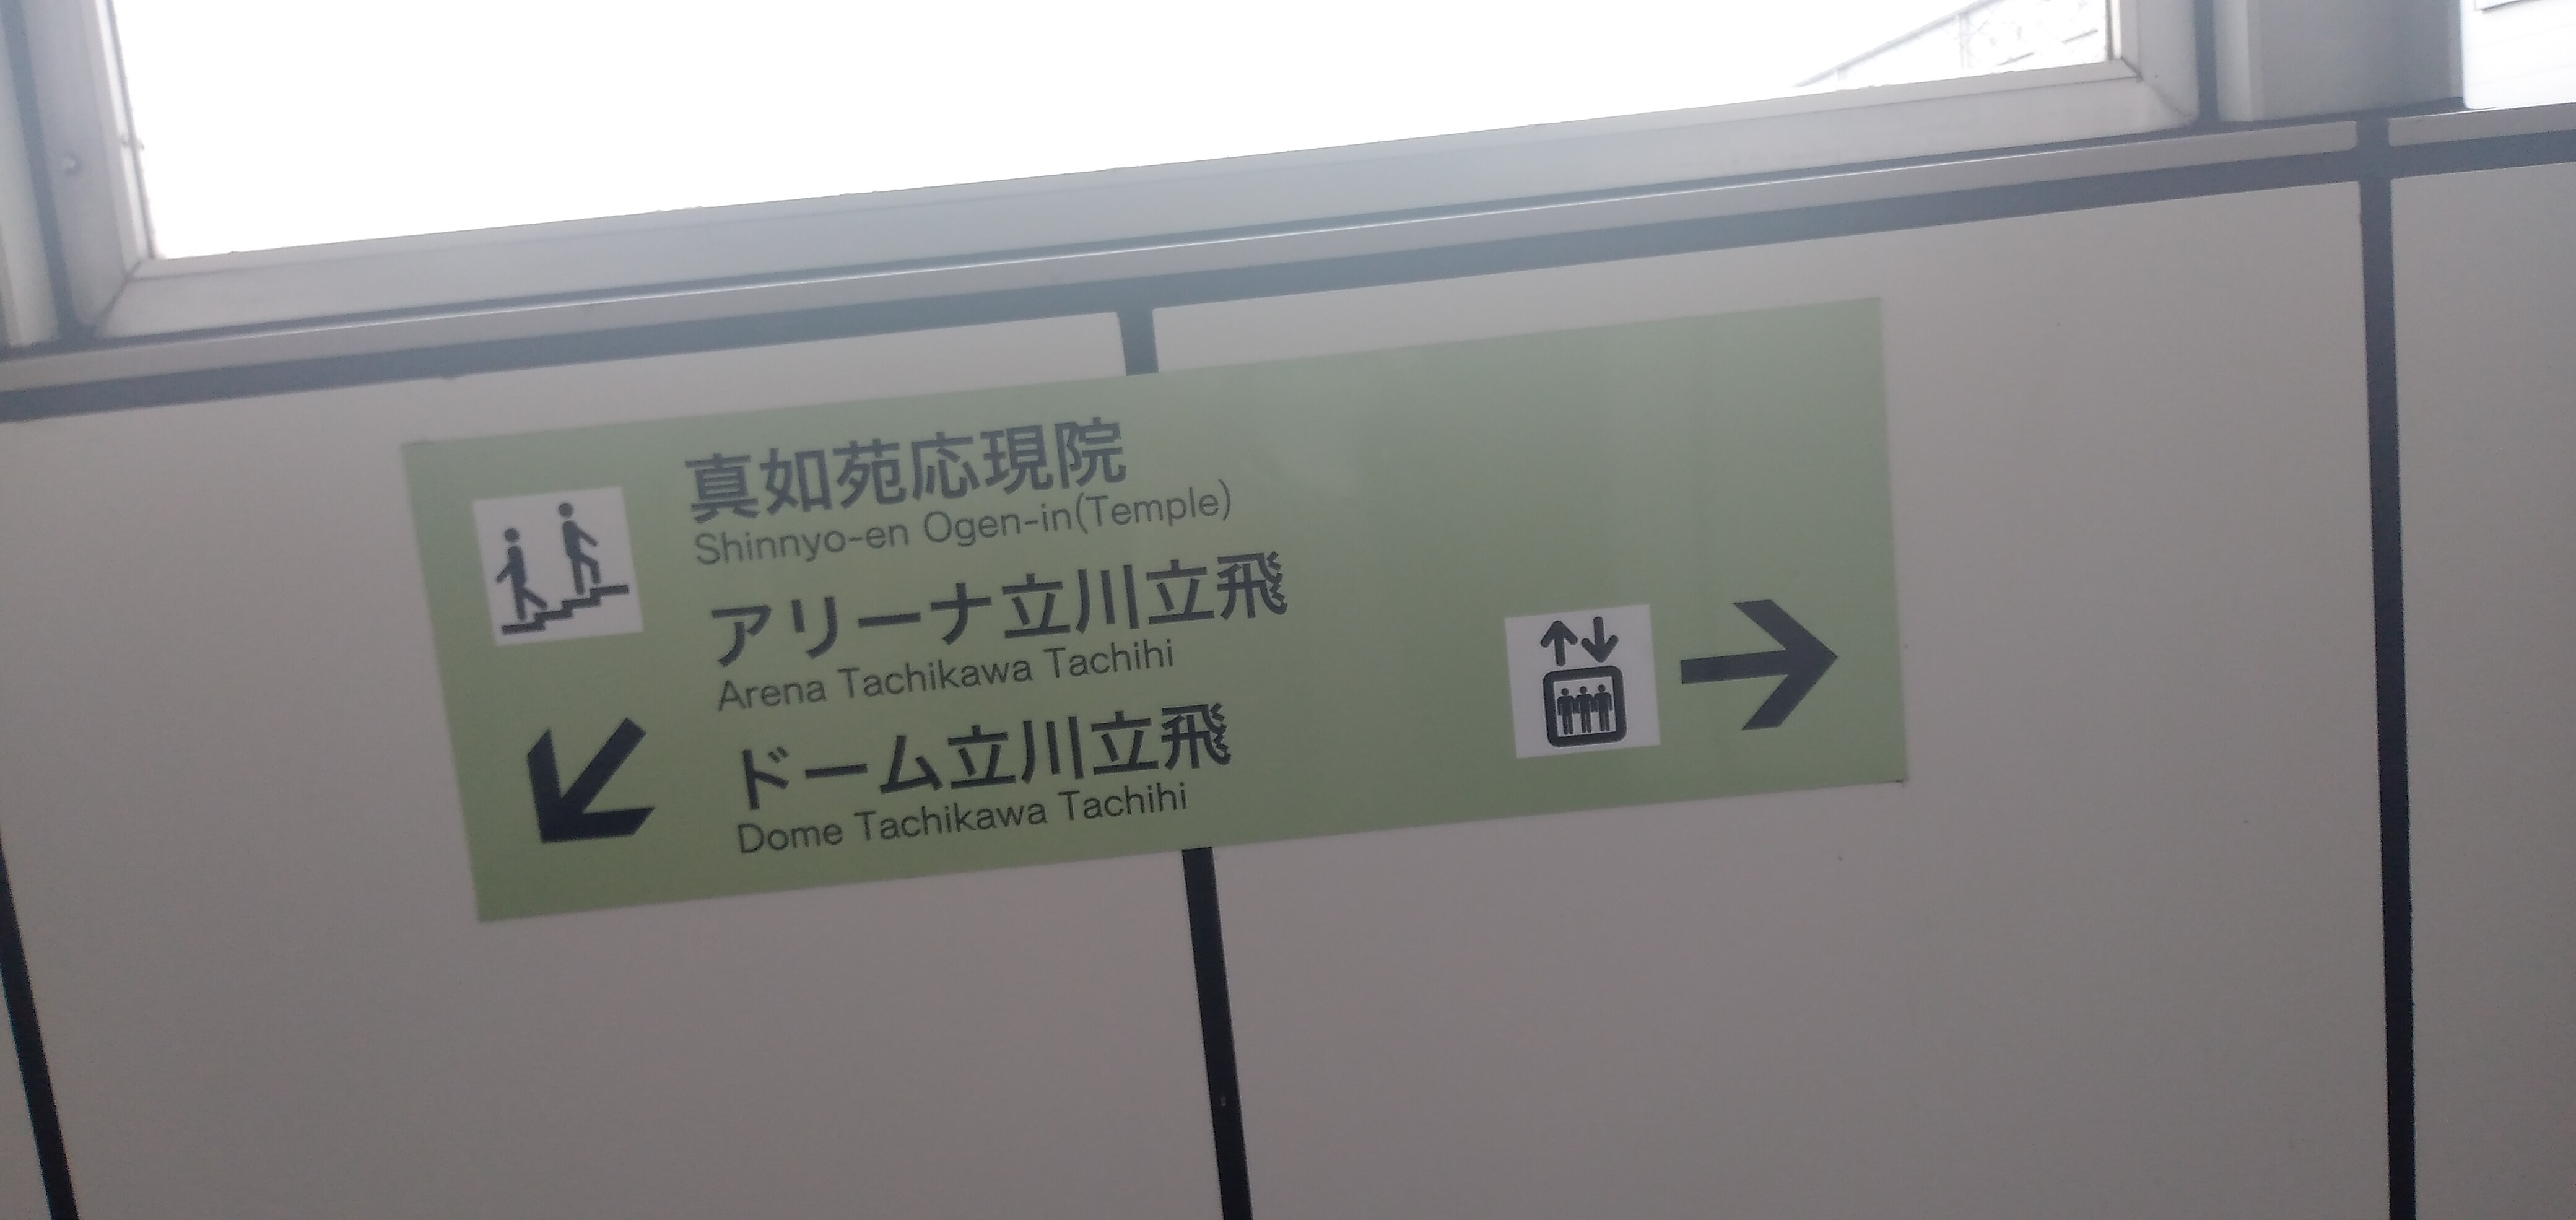 真如苑応現院
Shinnyo-en Ogen-in(Temple)
アリーナ立川立飛
Arena Tachikawa Tachihi
ドーム立川立飛
Dome Tachikawa Tachihi